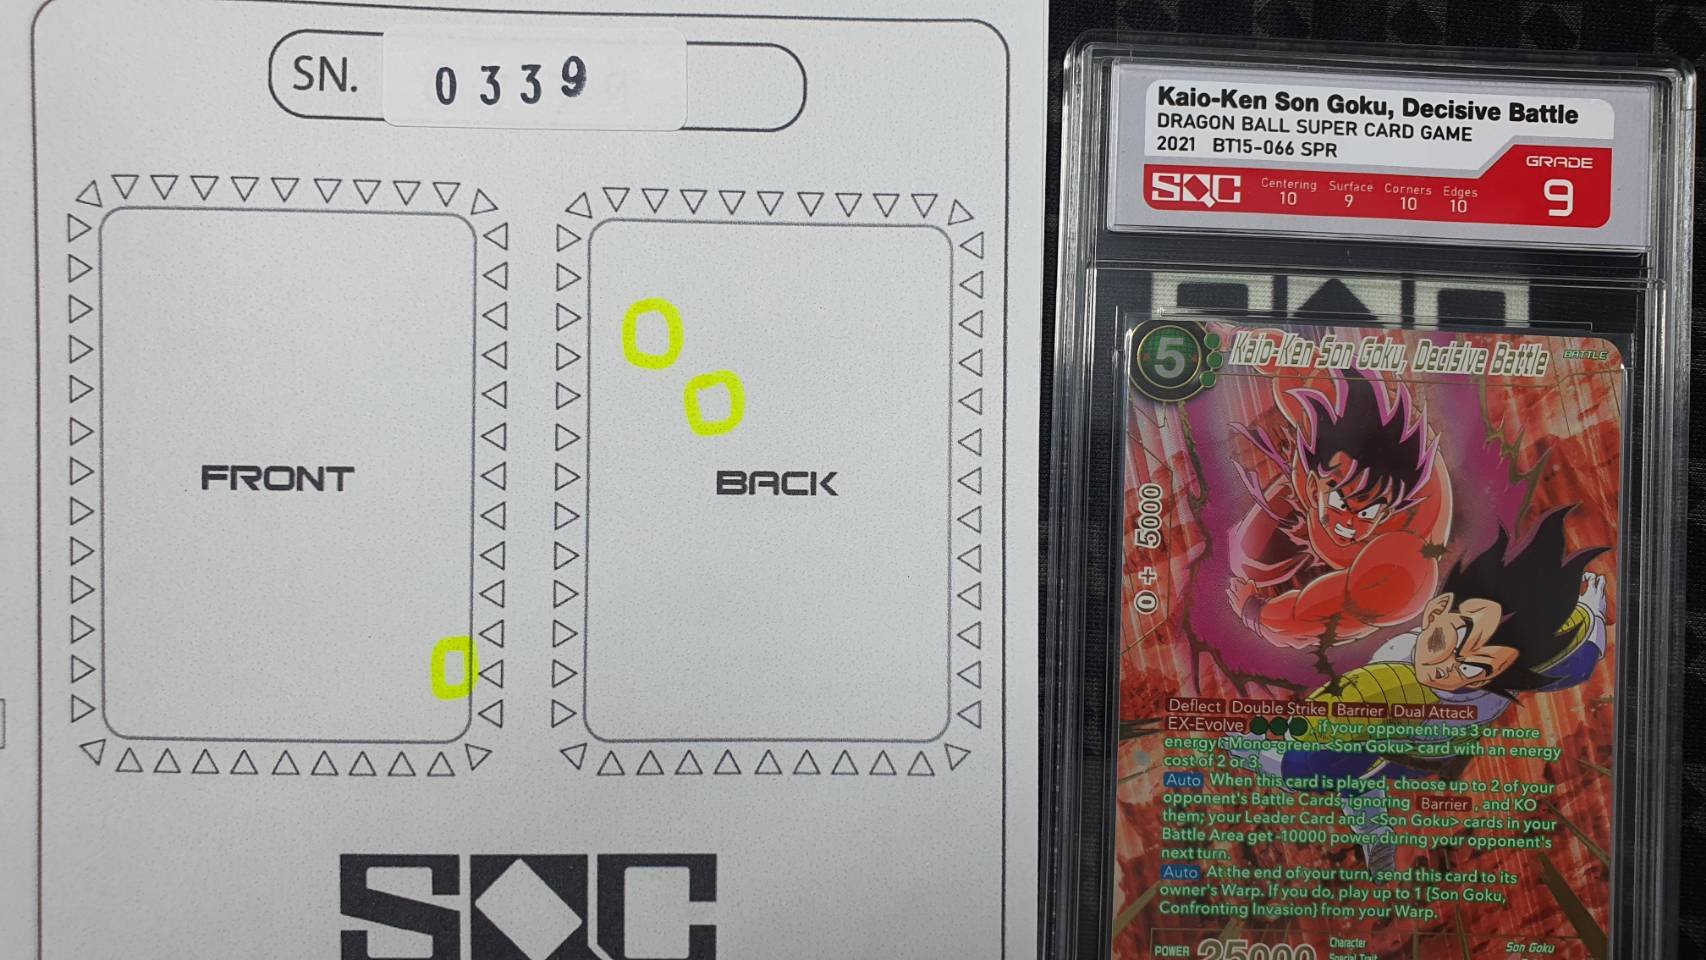 SN. 0339
FRONT
BACK
SQC
Kaio-Ken Son Goku, Decisive Battle
DRAGON BALL SUPER CARD GAME
2021 BT15-066 SPR
GRADE
9
SQC
Centering
10
Surface
9
Corners
10
Edges
10
5
Kaio-Ken Son Goku, Decisive Battle
BATTLE
0 + 5000
Deflect Double Strike Barrier Dual Attack
EX-Evolve , if your opponent has 3 or more
energy: Mono-green <Son Goku> card with an energy
cost of 2 or 3.
Auto When this card is played, choose up to 2 of your
opponent's Battle Cards, ignoring Barrier, and KO
them; your Leader Card and <Son Goku> cards in your
Battle Area get -10000 power during your opponent's
next turn.
Auto At the end of your turn, send this card to its
owner's Warp. If you do, play up to 1 {Son Goku,
Confronting Invasion} from your Warp.
POWER 25000
Character
Son Goku
Special Trait